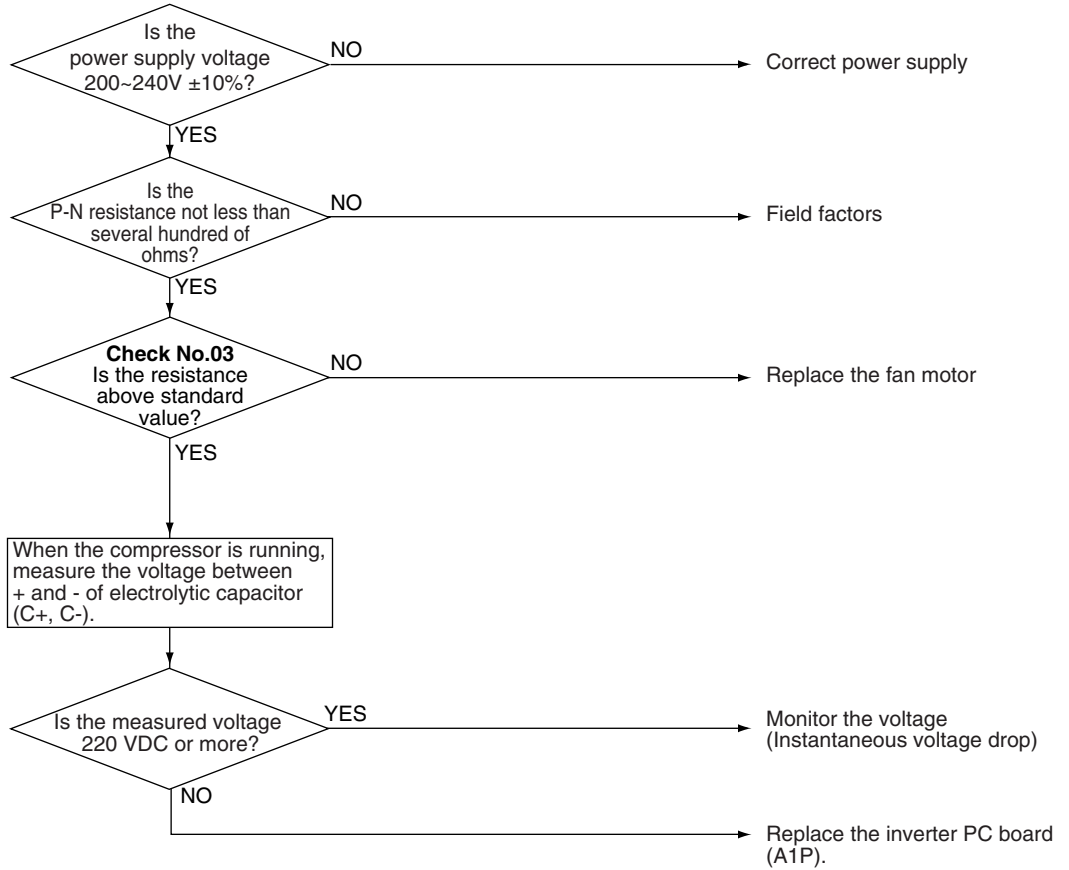 Is the
power supply voltage
200~240V ±10%?
NO
Correct power supply
YES
Is the
P-N resistance not less than
several hundred of
ohms?
NO
Field factors
YES
Check No.03
Is the resistance
above standard
value?
NO
Replace the fan motor
YES
When the compressor is running,
measure the voltage between
+ and - of electrolytic capacitor
(C+, C-).
Is the measured voltage
220 VDC or more?
YES
Monitor the voltage
(Instantaneous voltage drop)
NO
Replace the inverter PC board
(A1P).